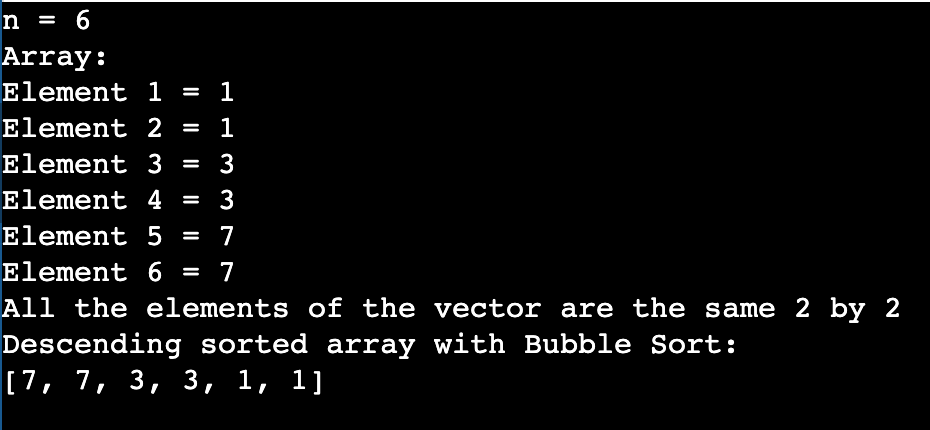 n = 6
Array:
Element 1 = 1
Element 2 = 1
Element 3 = 3
Element 4 = 3
Element 5 = 7
Element 6 = 7
All the elements of the vector are the same 2 by 2
Descending sorted array with Bubble Sort:
[7, 7, 3, 3, 1, 1]